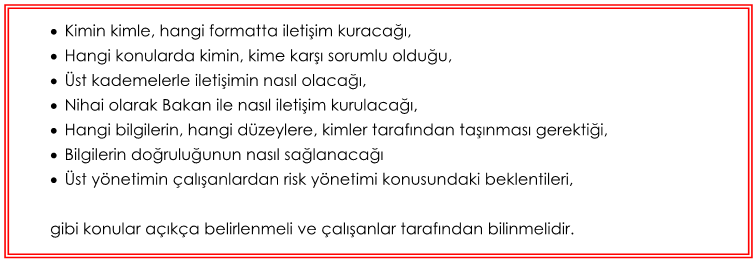 • Kimin kimle, hangi formatta iletişim kuracağı,
• Hangi konularda kimin, kime karşı sorumlu olduğu,
• Üst kademelerle iletişimin nasıl olacağı,
• Nihai olarak Bakan ile nasıl iletişim kurulacağı,
• Hangi bilgilerin, hangi düzeylere, kimler tarafından taşınması gerektiği,
• Bilgilerin doğruluğunun nasıl sağlanacağı
• Üst yönetimin çalışanlardan risk yönetimi konusundaki beklentileri,
gibi konular açıkça belirlenmeli ve çalışanlar tarafından bilinmelidir.